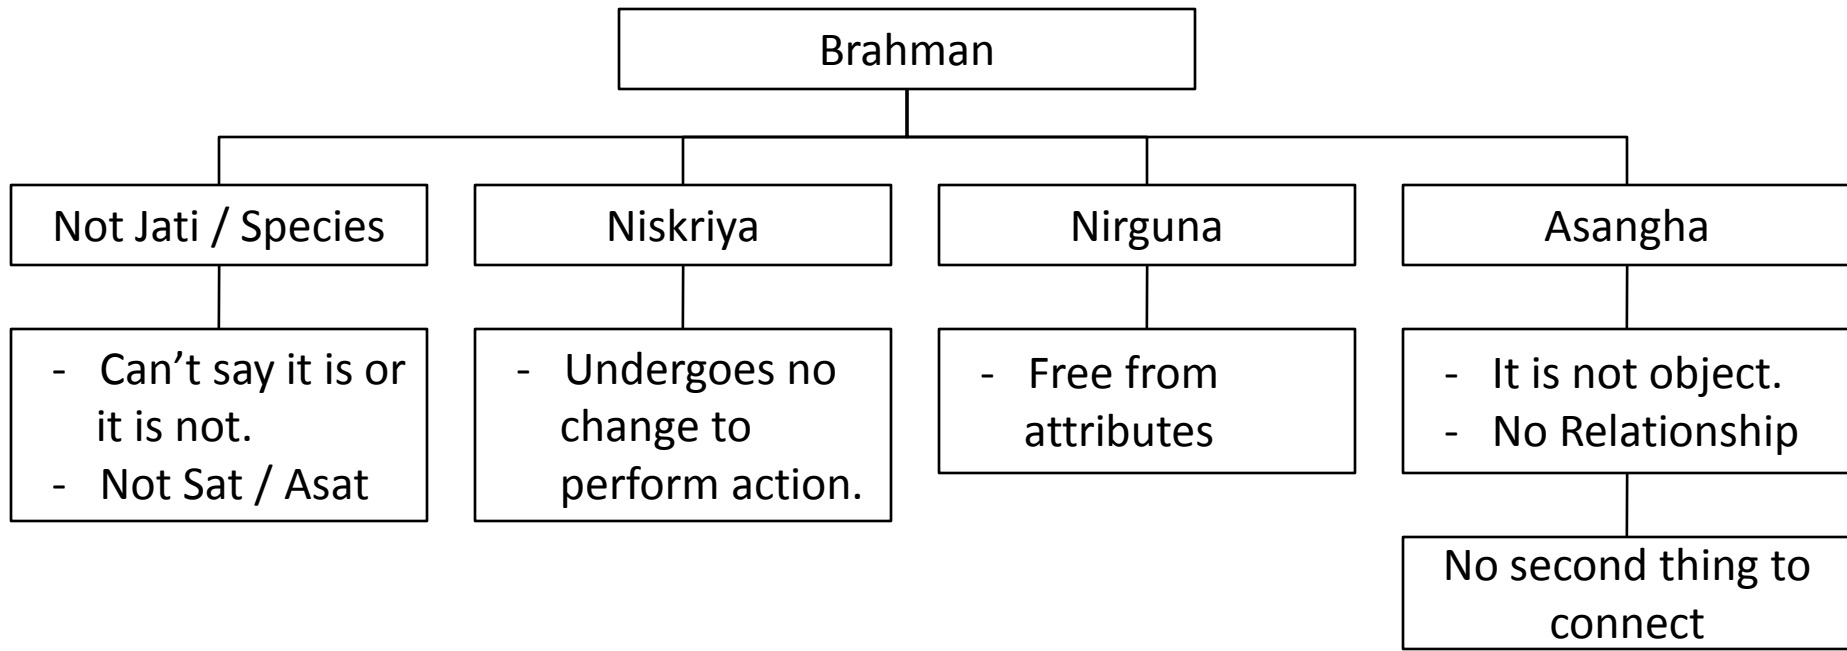 Brahman
Not Jati / Species
Niskriya
Nirguna
Asangha
- Can’t say it is or
it is not.
- Not Sat / Asat
- Undergoes no
change to
perform action.
- Free from
attributes
- It is not object.
- No Relationship
No second thing to
connect